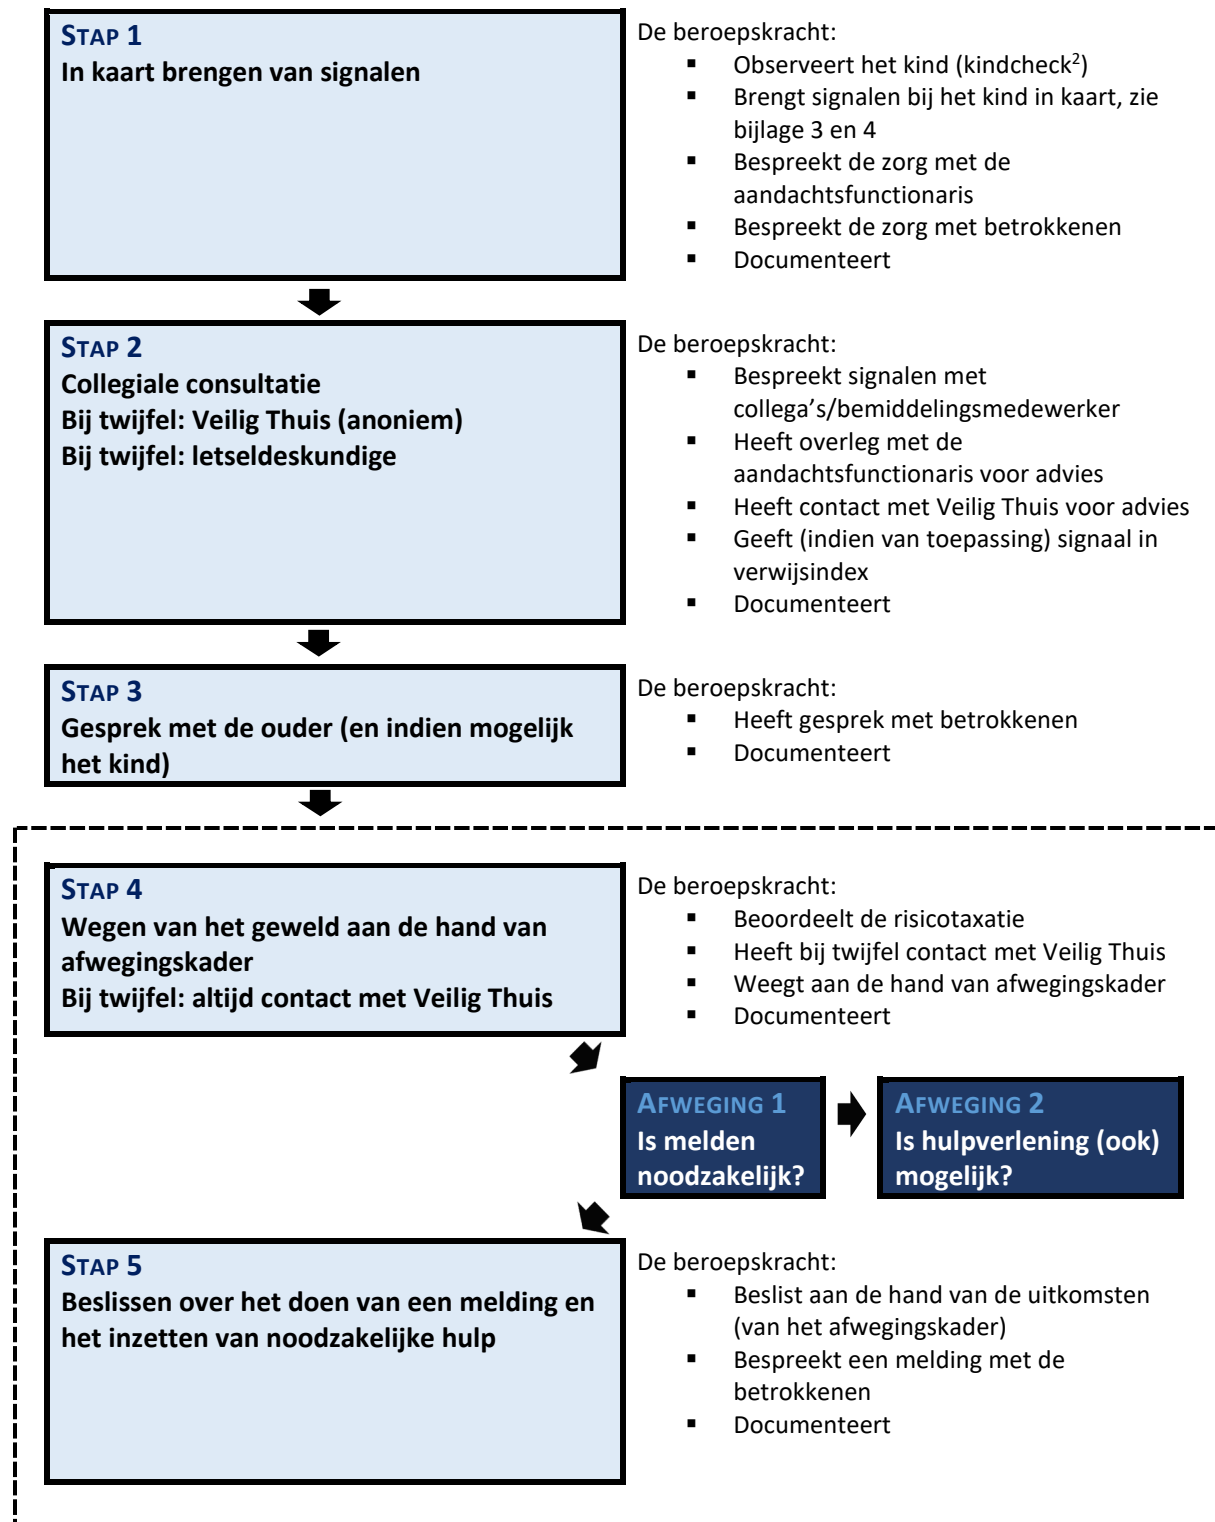 STAP 1
In kaart brengen van signalen
De beroepskracht:
▪ Observeert het kind (kindcheck²)
▪ Brengt signalen bij het kind in kaart, zie
bijlage 3 en 4
▪ Bespreekt de zorg met de
aandachtsfunctionaris
▪ Bespreekt de zorg met betrokkenen
▪ Documenteert
STAP 2
Collegiale consultatie
Bij twijfel: Veilig Thuis (anoniem)
Bij twijfel: letseldeskundige
De beroepskracht:
▪ Bespreekt signalen met
collega’s/bemiddelingsmedewerker
▪ Heeft overleg met de
aandachtsfunctionaris voor advies
▪ Heeft contact met Veilig Thuis voor advies
▪ Geeft (indien van toepassing) signaal in
verwijsindex
▪ Documenteert
STAP 3
Gesprek met de ouder (en indien mogelijk
het kind)
De beroepskracht:
▪ Heeft gesprek met betrokkenen
▪ Documenteert
STAP 4
Wegen van het geweld aan de hand van
afwegingskader
Bij twijfel: altijd contact met Veilig Thuis
De beroepskracht:
▪ Beoordeelt de risicotaxatie
▪ Heeft bij twijfel contact met Veilig Thuis
▪ Weegt aan de hand van afwegingskader
▪ Documenteert
AFWEGING 1
Is melden
noodzakelijk?
AFWEGING 2
Is hulpverlening (ook)
mogelijk?
STAP 5
Beslissen over het doen van een melding en
het inzetten van noodzakelijke hulp
De beroepskracht:
▪ Beslist aan de hand van de uitkomsten
(van het afwegingskader)
▪ Bespreekt een melding met de
betrokkenen
▪ Documenteert